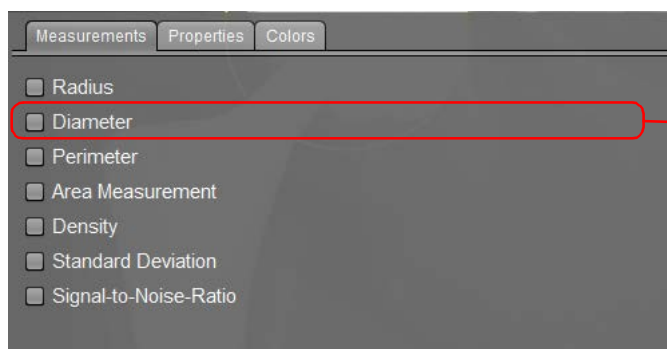 Measurements Properties Colors
Radius
Diameter
Perimeter
Area Measurement
Density
Standard Deviation
Signal-to-Noise-Ratio